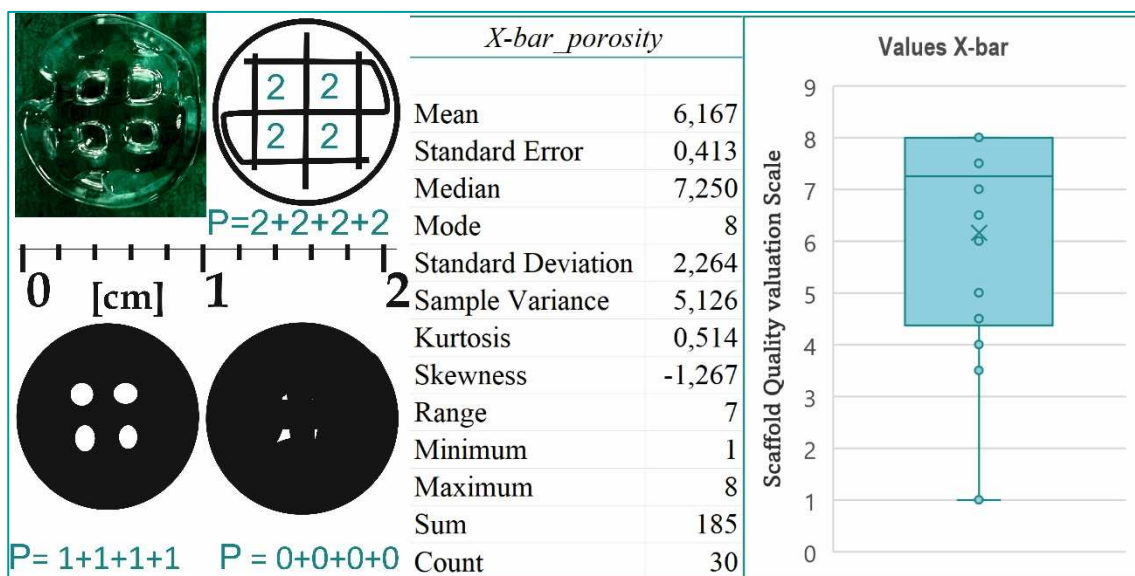 2 2
2 2
P=2+2+2+2
0 1 2
[cm]
P= 1+1+1+1
P = 0+0+0+0
X-bar_porosity
Mean 6,167
Standard Error 0,413
Median 7,250
Mode 8
Standard Deviation 2,264
Sample Variance 5,126
Kurtosis 0,514
Skewness -1,267
Range 7
Minimum 1
Maximum 8
Sum 185
Count 30
Values X-bar
Scaffold Quality valuation Scale
9
8
7
6
5
4
3
2
1
0